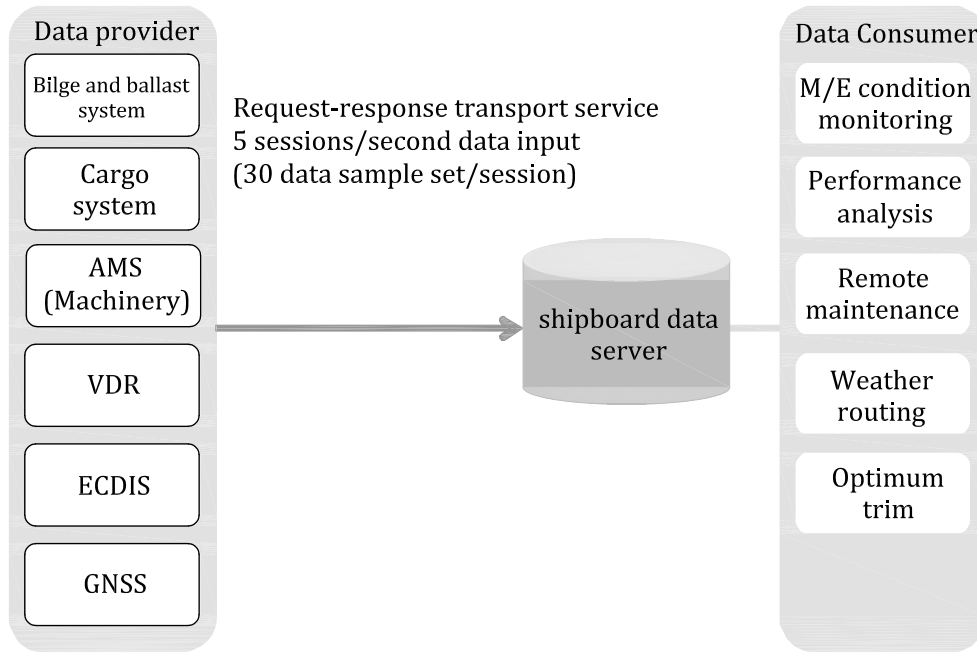 Data provider
Bilge and ballast
system
Cargo
system
AMS
(Machinery)
VDR
ECDIS
GNSS
Request-response transport service
5 sessions/second data input
(30 data sample set/session)
shipboard data
server
Data Consumer
M/E condition
monitoring
Performance
analysis
Remote
maintenance
Weather
routing
Optimum
trim